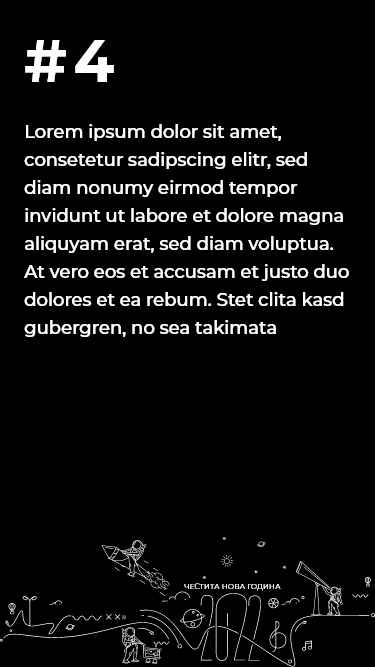 #4
Lorem ipsum dolor sit amet,
consetetur sadipscing elitr, sed
diam nonumy eirmod tempor
invidunt ut labore et dolore magna
aliquyam erat, sed diam voluptua.
At vero eos et accusam et justo duo
dolores et ea rebum. Stet clita kasd
gubergren, no sea takimata
ЧЕСТИТА НОВА ГОДИНА
2022